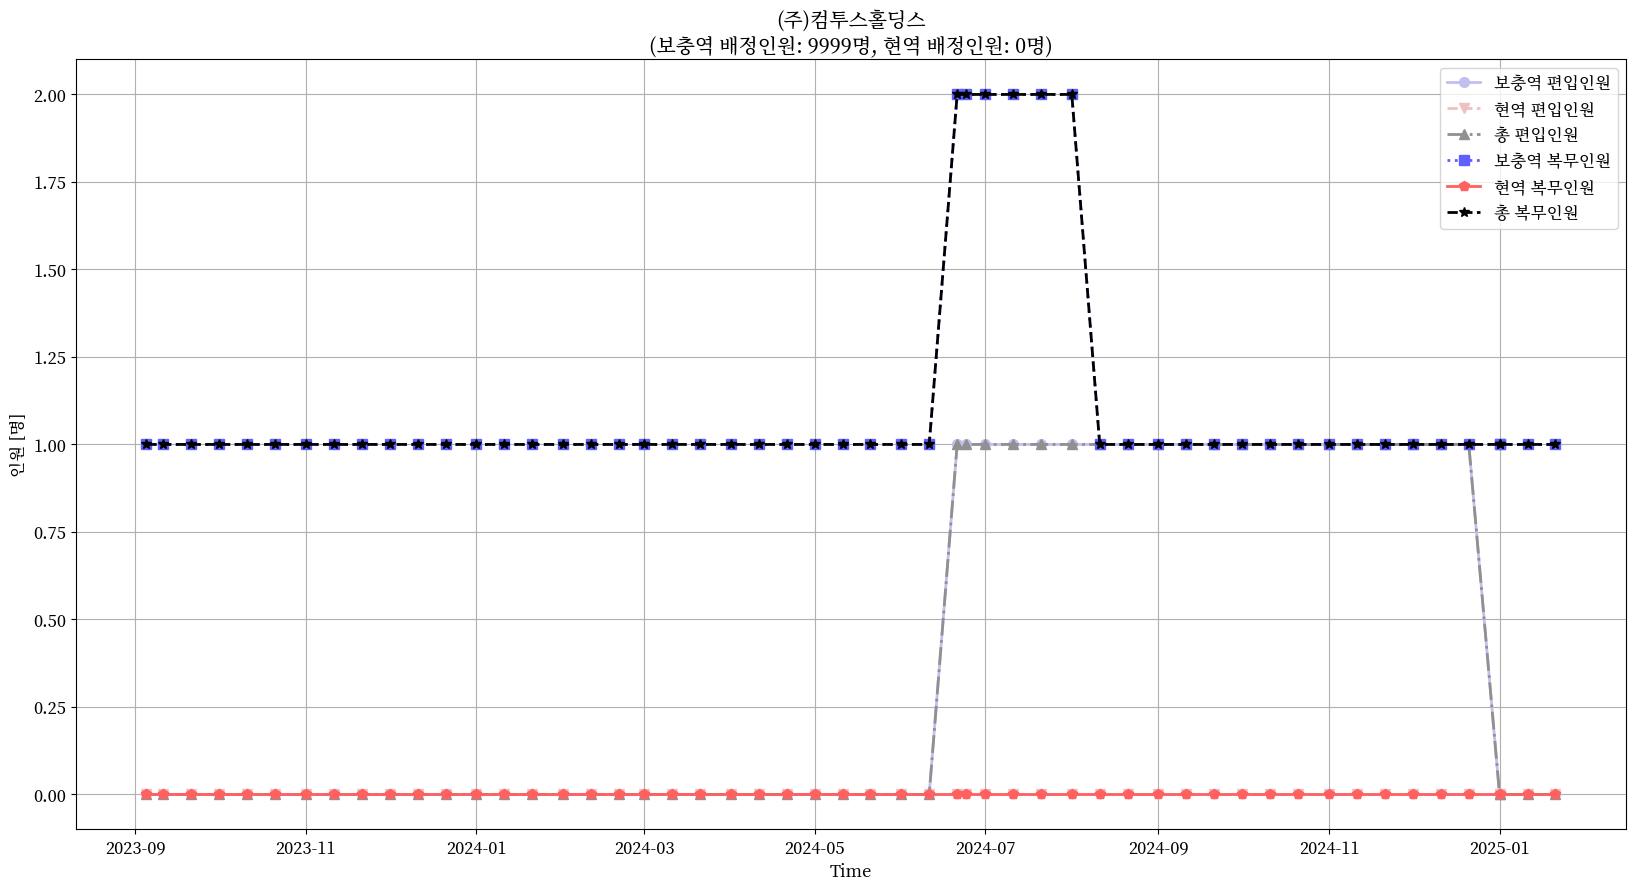 (주)컴투스홀딩스
(보충역 배정인원: 9999명, 현역 배정인원: 0명)
보충역 편입인원
현역 편입인원
총 편입인원
보충역 복무인원
현역 복무인원
총 복무인원
2.00
1.75
1.50
1.25
1.00
0.75
0.50
0.25
0.00
인원 [명]
2023-09
2023-11
2024-01
2024-03
2024-05
2024-07
2024-09
2024-11
2025-01
Time